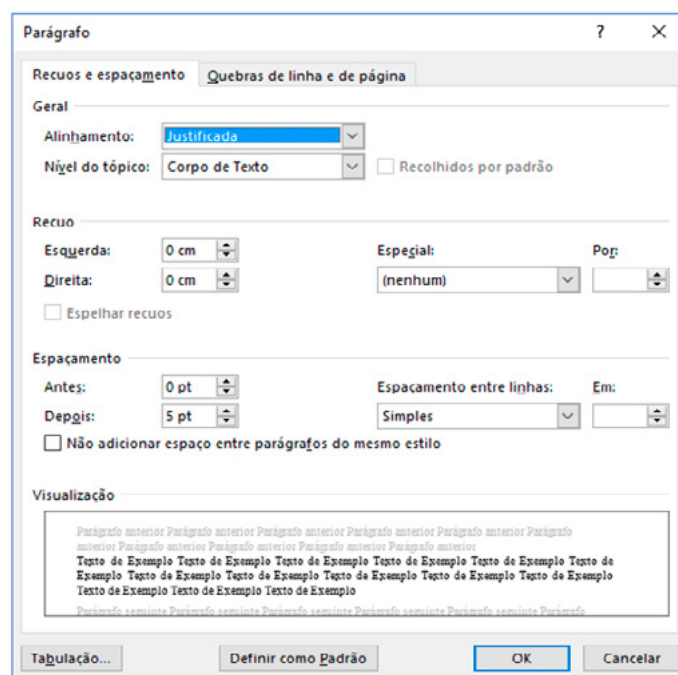 Parágrafo ? ×
Recuos e espaçamento Quebras de linha e de página
Geral
Alinhamento: Justificada
Nível do tópico: Corpo de Texto Recolhidos por padrão
Recuo
Esquerda: 0 cm Especial: Por:
Direita: 0 cm (nenhum)
Espelhar recuos
Espaçamento
Antes: 0 pt Espaçamento entre linhas: Em:
Depois: 5 pt Simples
Não adicionar espaço entre parágrafos do mesmo estilo
Visualização
Parágrafo anterior Parágrafo anterior Parágrafo anterior Parágrafo anterior Parágrafo anterior Parágrafo
anterior Parágrafo anterior Parágrafo anterior Parágrafo anterior Parágrafo anterior
Texto de Exemplo Texto de Exemplo Texto de Exemplo Texto de Exemplo Texto de Exemplo Texto de
Exemplo Texto de Exemplo Texto de Exemplo Texto de Exemplo Texto de Exemplo Texto de Exemplo
Texto de Exemplo Texto de Exemplo Texto de Exemplo
Parágrafo seguinte Parágrafo seguinte Parágrafo seguinte Parágrafo seguinte Parágrafo seguinte Parágrafo
Tabulação... Definir como Padrão OK Cancelar